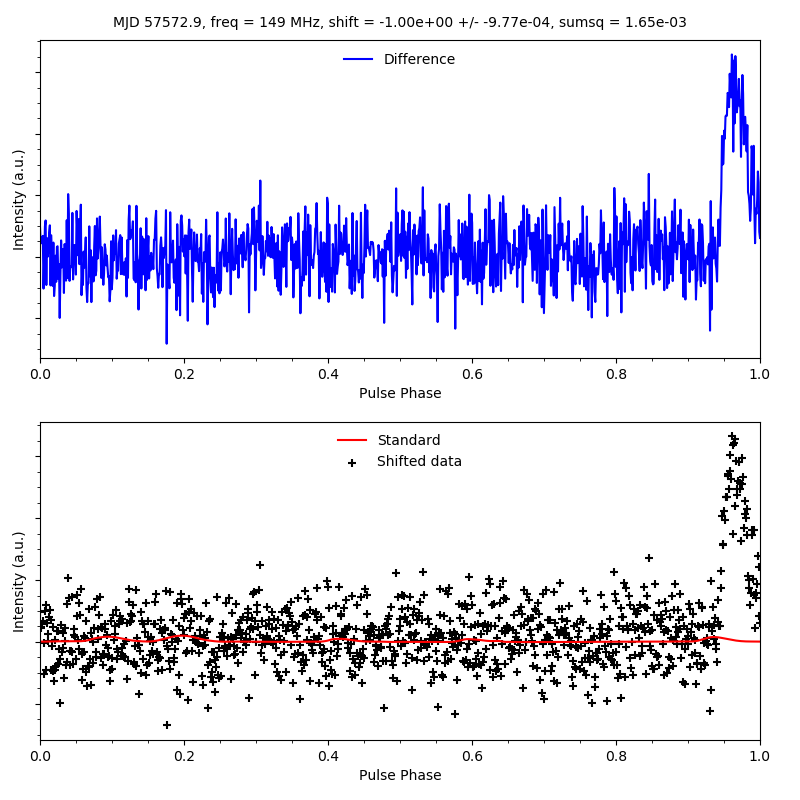 MJD 57572.9, freq = 149 MHz, shift = -1.00e+00 +/- -9.77e-04, sumsq = 1.65e-03
Difference
Intensity (a.u.)
0.0 0.2 0.4 0.6 0.8 1.0
Pulse Phase
Standard
Shifted data
Intensity (a.u.)
0.0 0.2 0.4 0.6 0.8 1.0
Pulse Phase